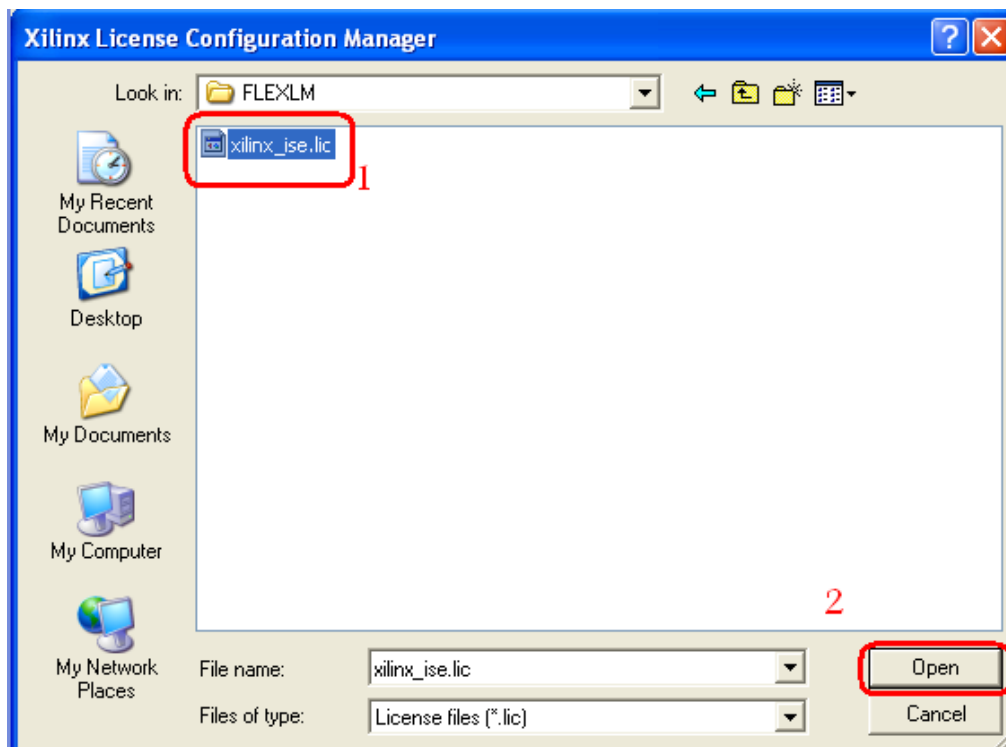 Xilinx License Configuration Manager
Look in: FLEXLM
xilinx_ise.lic
1
My Recent
Documents
Desktop
My Documents
My Computer
My Network
Places
2
File name: xilinx_ise.lic Open
Files of type: License files (*.lic) Cancel